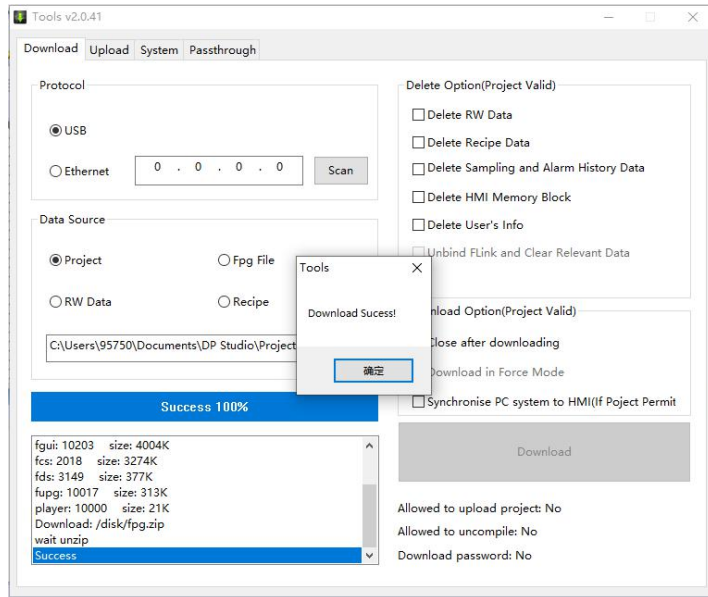 Tools v2.0.41
Download Upload System Passthrough
Protocol
USB
Ethernet 0 . 0 . 0 . 0 Scan
Data Source
Project Fpg File
RW Data Recipe
C:\Users\95750\Documents\DP Studio\Project
Success 100%
fgui: 10203 size: 4004K
fcs: 2018 size: 3274K
fds: 3149 size: 377K
fupg: 10017 size: 313K
player: 10000 size: 21K
Download: /disk/fpg.zip
wait unzip
Success
Tools
Download Sucess!
确定
Delete Option(Project Valid)
Delete RW Data
Delete Recipe Data
Delete Sampling and Alarm History Data
Delete HMI Memory Block
Delete User's Info
Unbind FLink and Clear Relevant Data
nload Option(Project Valid)
Close after downloading
Download in Force Mode
Synchronise PC system to HMI(If Poject Permit
Download
Allowed to upload project: No
Allowed to uncompile: No
Download password: No